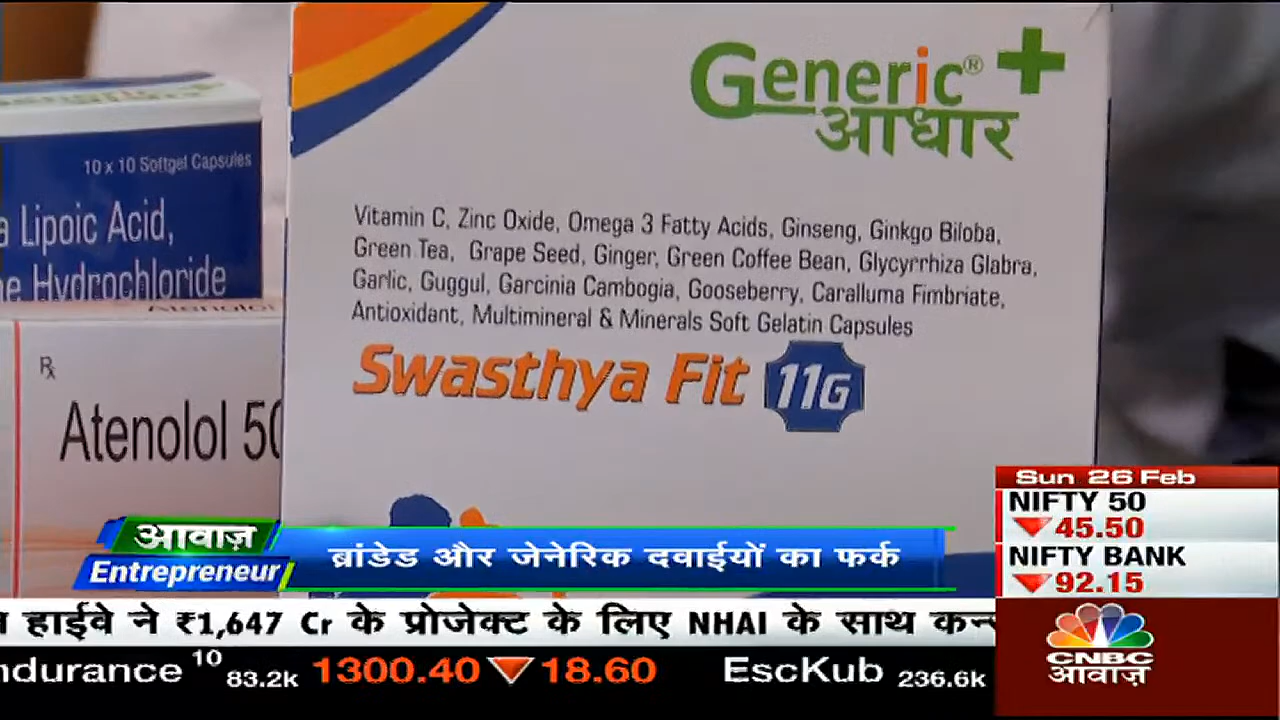 Generic® +
आधार
10 x 10 Softgel Capsules
Lipoic Acid,
Hydrochloride
Vitamin C, Zinc Oxide, Omega 3 Fatty Acids, Ginseng, Ginkgo Biloba,
Green Tea, Grape Seed, Ginger, Green Coffee Bean, Glycyrrhiza Glabra,
Garlic, Guggul, Garcinia Cambogia, Gooseberry, Caralluma Fimbriate,
Antioxidant, Multimineral & Minerals Soft Gelatin Capsules
Swasthya Fit 11G
Atenolol
Rx
Atenolol 50
Sun 26 Feb
NIFTY 50
▼45.50
NIFTY BANK
▼92.15
आवाज़
Entrepreneur
ब्रांडेड और जेनेरिक दवाईयों का फर्क
हाईवे ने ₹1,647 Cr के प्रोजेक्ट के लिए NHAI के साथ
ndurance 10 83.2k 1300.40 ▼ 18.60 EscKub 236.6k
CNBC
आवाज़